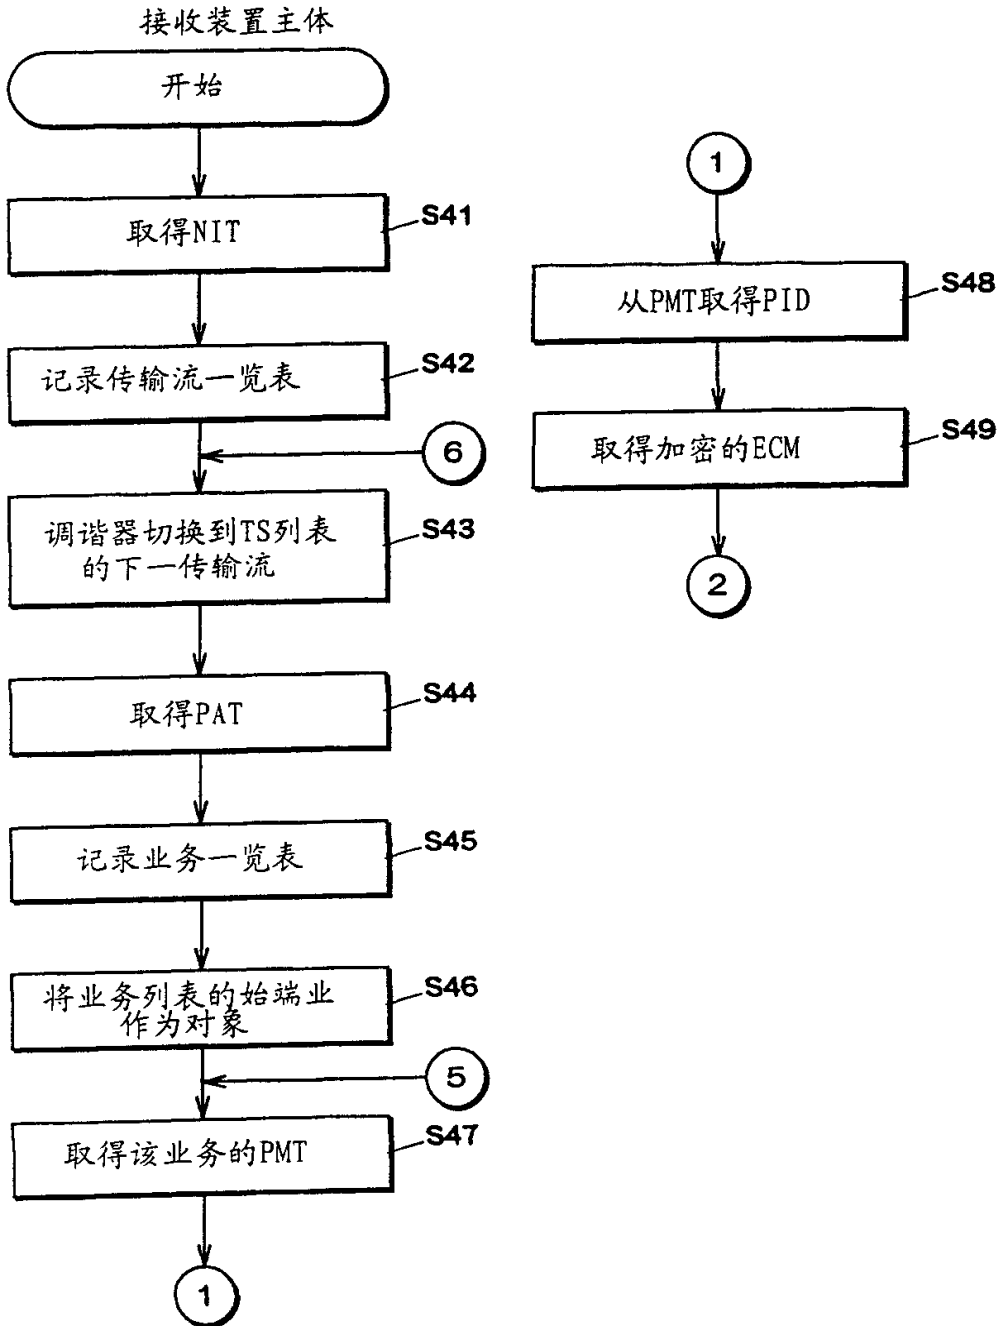 接收装置主体
开始
取得NIT
S41
记录传输流一览表
S42
6
调谐器切换到TS列表
的下一传输流
S43
取得PAT
S44
记录业务一览表
S45
将业务列表的始端业
作为对象
S46
5
取得该业务的PMT
S47
1
1
从PMT取得PID
S48
取得加密的ECM
S49
2